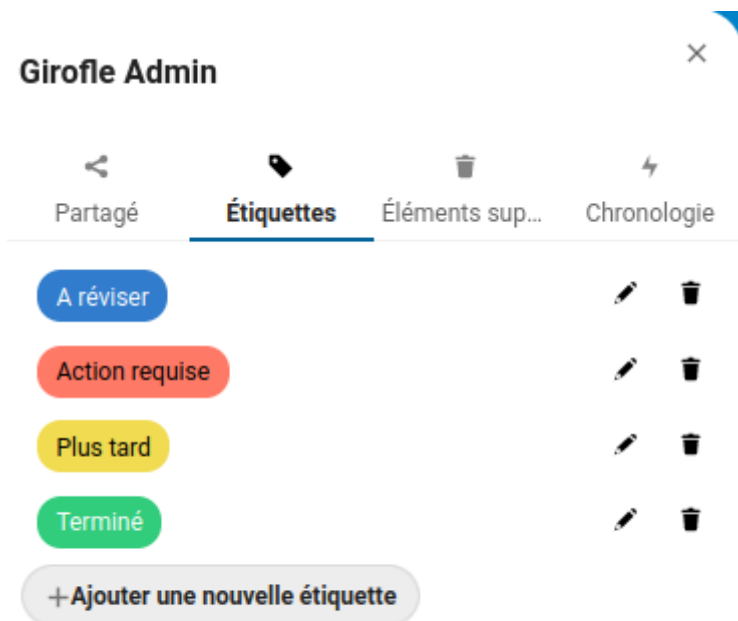 Girofle Admin
Partagé
Étiquettes
Éléments sup...
Chronologie
A réviser
Action requise
Plus tard
Terminé
+Ajouter une nouvelle étiquette